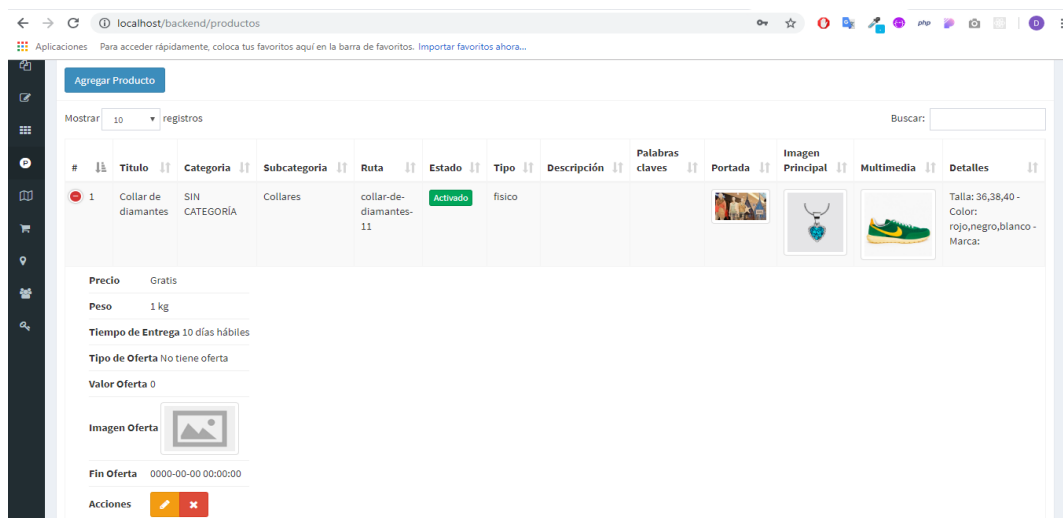 localhost/backend/productos
php
D
Aplicaciones Para acceder rápidamente, coloca tus favoritos aquí en la barra de favoritos. Importar favoritos ahora...
Agregar Producto
Mostrar 10 registros Buscar:
# Titulo Categoria Subcategoria Ruta Estado Tipo Descripción Palabras claves Portada Imagen Principal Multimedia Detalles
1 Collar de diamantes SIN CATEGORÍA Collares collar-de-diamantes-11 Activado fisico Talla: 36,38,40 - Color: rojo,negro,blanco - Marca:
Precio Gratis
Peso 1 kg
Tiempo de Entrega 10 días hábiles
Tipo de Oferta No tiene oferta
Valor Oferta 0
Imagen Oferta
Fin Oferta 0000-00-00 00:00:00
Acciones